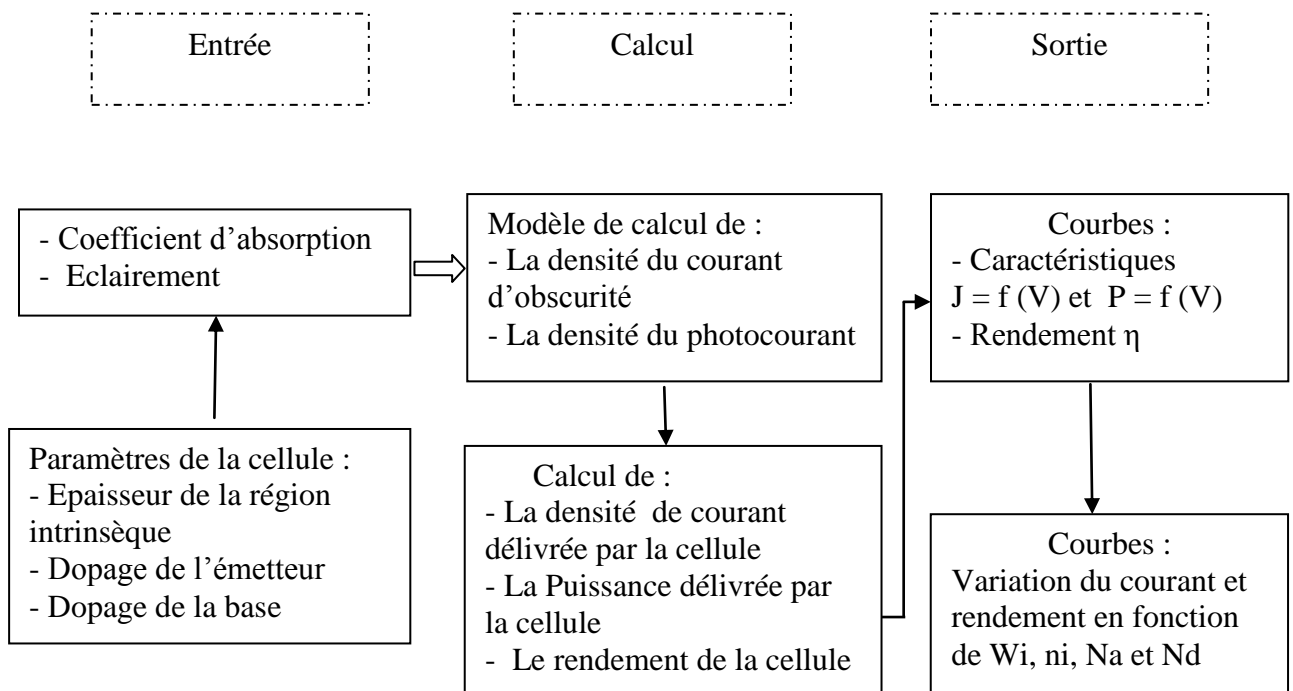 Entrée
Calcul
Sortie
- Coefficient d’absorption
- Eclairement
Paramètres de la cellule :
- Epaisseur de la région
intrinsèque
- Dopage de l’émetteur
- Dopage de la base
Modèle de calcul de :
- La densité du courant
d’obscurité
- La densité du photocourant
Calcul de :
- La densité de courant
délivrée par la cellule
- La Puissance délivrée par
la cellule
- Le rendement de la cellule
Courbes :
- Caractéristiques
J = f (V) et P = f (V)
- Rendement η
Courbes :
Variation du courant et
rendement en fonction
de Wi, ni, Na et Nd